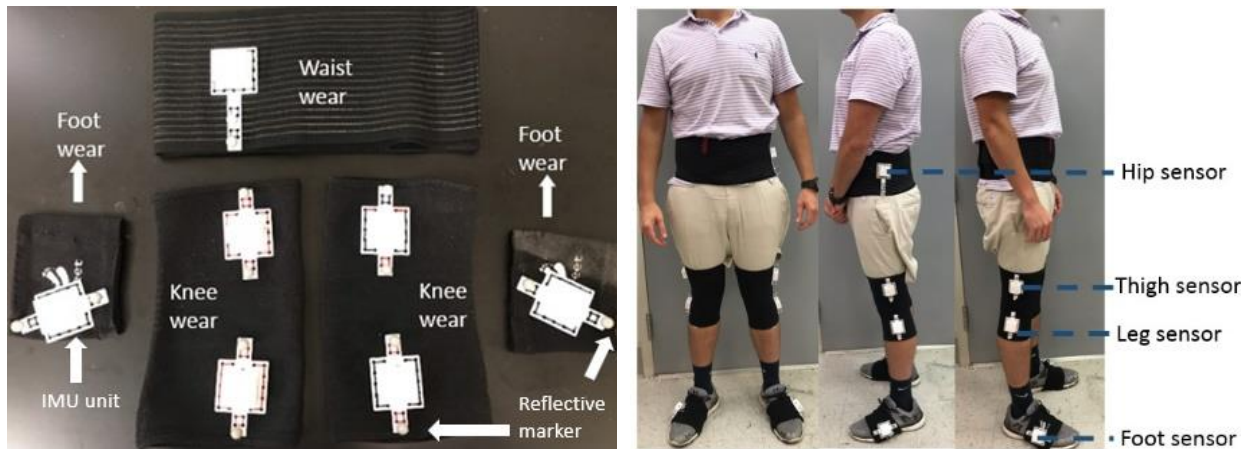 Waist
wear
Foot
wear
Foot
wear
Knee
wear
Knee
wear
IMU unit
Reflective
marker
Hip sensor
Thigh sensor
Leg sensor
Foot sensor